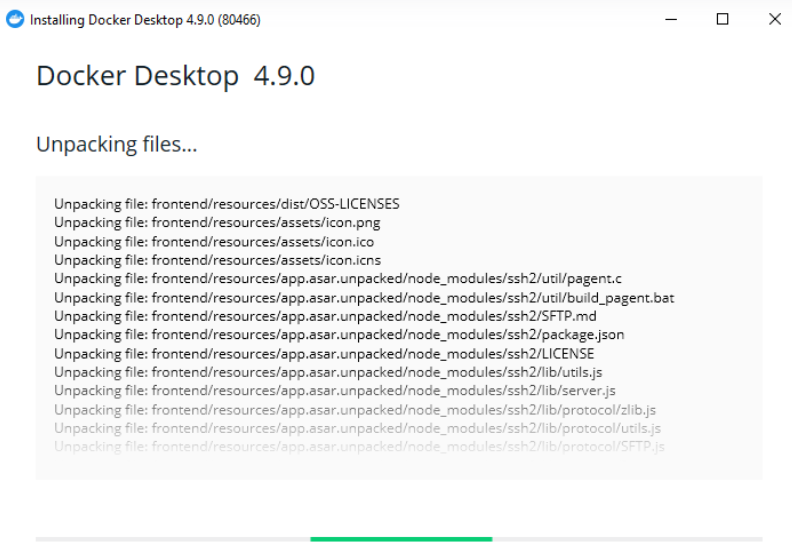 Installing Docker Desktop 4.9.0 (80466)
Docker Desktop 4.9.0
Unpacking files...
Unpacking file: frontend/resources/dist/OSS-LICENSES
Unpacking file: frontend/resources/assets/icon.png
Unpacking file: frontend/resources/assets/icon.ico
Unpacking file: frontend/resources/assets/icon.icns
Unpacking file: frontend/resources/app.asar.unpacked/node_modules/ssh2/util/pagent.c
Unpacking file: frontend/resources/app.asar.unpacked/node_modules/ssh2/util/build_pagent.bat
Unpacking file: frontend/resources/app.asar.unpacked/node_modules/ssh2/SFTP.md
Unpacking file: frontend/resources/app.asar.unpacked/node_modules/ssh2/package.json
Unpacking file: frontend/resources/app.asar.unpacked/node_modules/ssh2/LICENSE
Unpacking file: frontend/resources/app.asar.unpacked/node_modules/ssh2/lib/utils.js
Unpacking file: frontend/resources/app.asar.unpacked/node_modules/ssh2/lib/server.js
Unpacking file: frontend/resources/app.asar.unpacked/node_modules/ssh2/lib/protocol/zlib.js
Unpacking file: frontend/resources/app.asar.unpacked/node_modules/ssh2/lib/protocol/utils.js
Unpacking file: frontend/resources/app.asar.unpacked/node_modules/ssh2/lib/protocol/SFTP.js